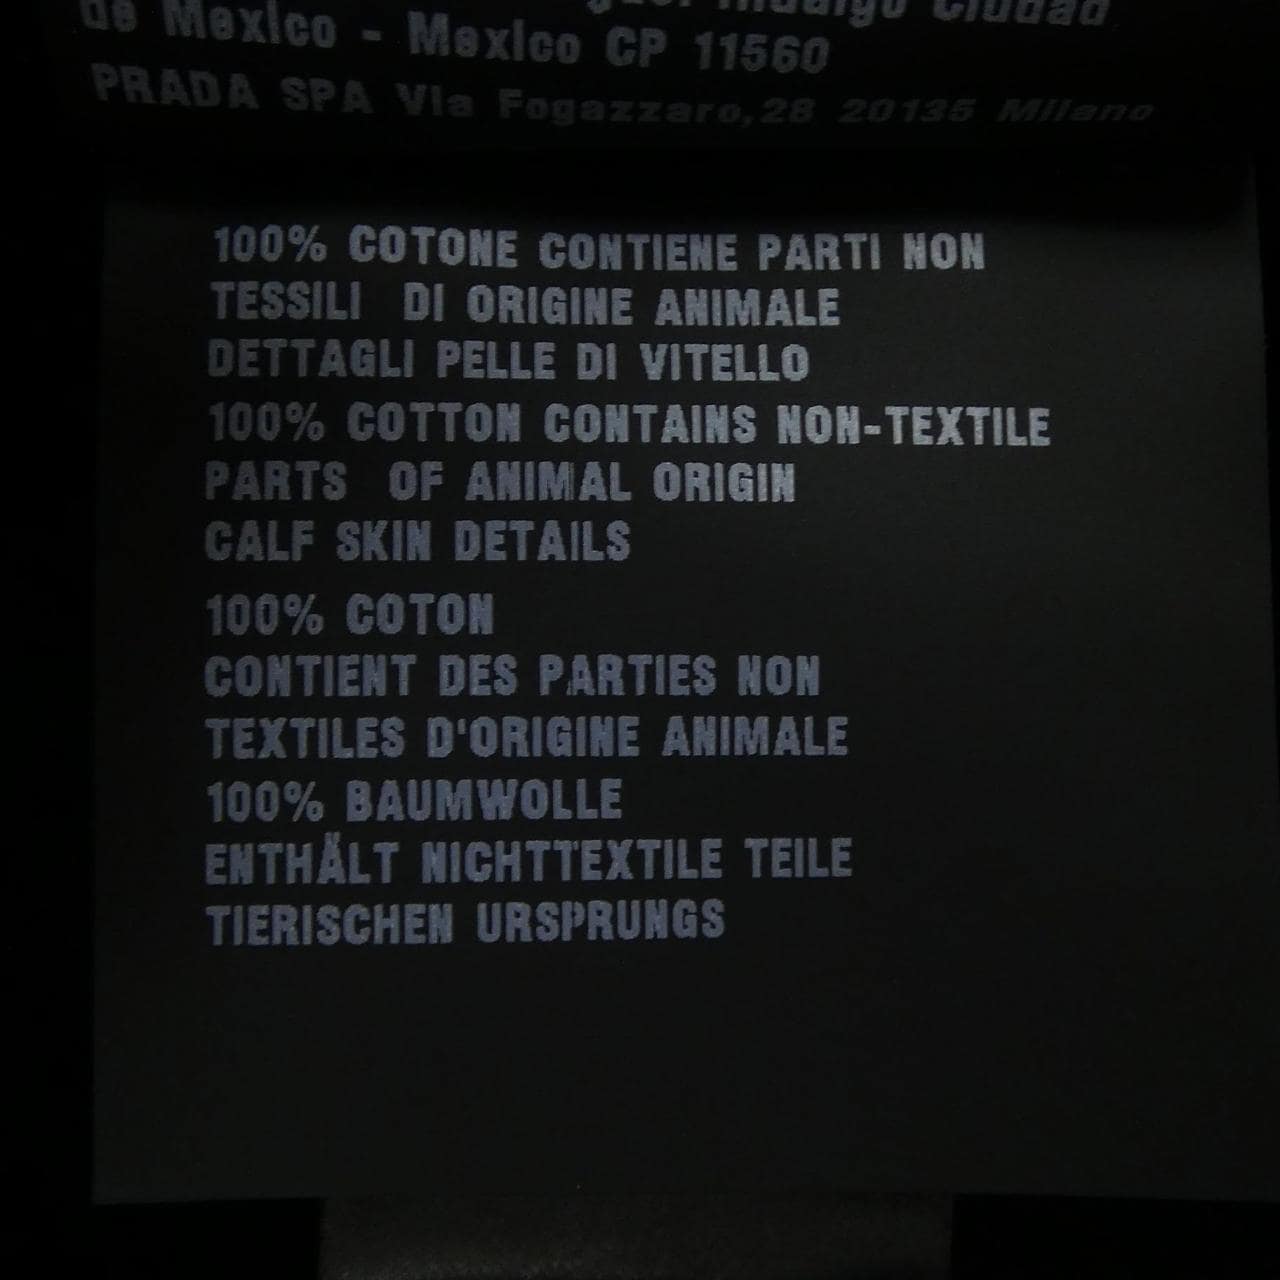 Hidalgo Ciudad
de Mexico - Mexico CP 11560
PRADA SPA Via Fogazzaro,28 20135 Milano
100% COTONE CONTIENE PARTI NON
TESSILI DI ORIGINE ANIMALE
DETTAGLI PELLE DI VITELLO
100% COTTON CONTAINS NON-TEXTILE
PARTS OF ANIMAL ORIGIN
CALF SKIN DETAILS
100% COTON
CONTIENT DES PARTIES NON
TEXTILES D'ORIGINE ANIMALE
100% BAUMWOLLE
ENTHÄLT NICHTTEXTILE TEILE
TIERISCHEN URSPRUNGS